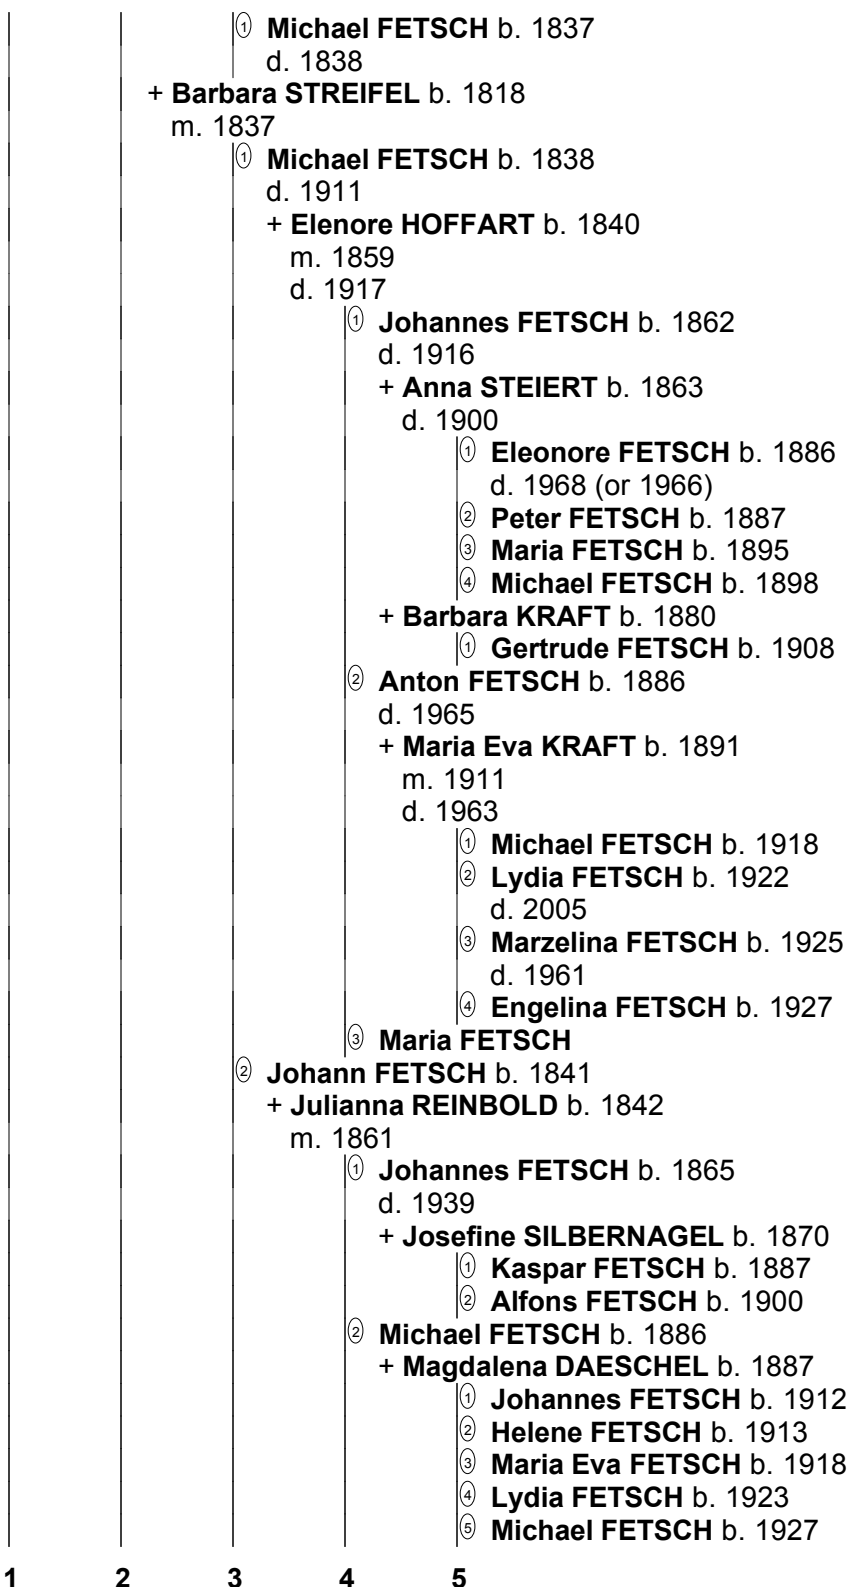 ① Michael FETSCH b. 1837
d. 1838
+ Barbara STREIFEL b. 1818
m. 1837
① Michael FETSCH b. 1838
d. 1911
+ Elenore HOFFART b. 1840
m. 1859
d. 1917
① Johannes FETSCH b. 1862
d. 1916
+ Anna STEIERT b. 1863
d. 1900
① Eleonore FETSCH b. 1886
d. 1968 (or 1966)
② Peter FETSCH b. 1887
③ Maria FETSCH b. 1895
④ Michael FETSCH b. 1898
+ Barbara KRAFT b. 1880
① Gertrude FETSCH b. 1908
② Anton FETSCH b. 1886
d. 1965
+ Maria Eva KRAFT b. 1891
m. 1911
d. 1963
① Michael FETSCH b. 1918
② Lydia FETSCH b. 1922
d. 2005
③ Marzelina FETSCH b. 1925
d. 1961
④ Engelina FETSCH b. 1927
③ Maria FETSCH
② Johann FETSCH b. 1841
+ Julianna REINBOLD b. 1842
m. 1861
① Johannes FETSCH b. 1865
d. 1939
+ Josefine SILBERNAGEL b. 1870
① Kaspar FETSCH b. 1887
② Alfons FETSCH b. 1900
② Michael FETSCH b. 1886
+ Magdalena DAESCHEL b. 1887
① Johannes FETSCH b. 1912
② Helene FETSCH b. 1913
③ Maria Eva FETSCH b. 1918
④ Lydia FETSCH b. 1923
⑤ Michael FETSCH b. 1927
1 2 3 4 5